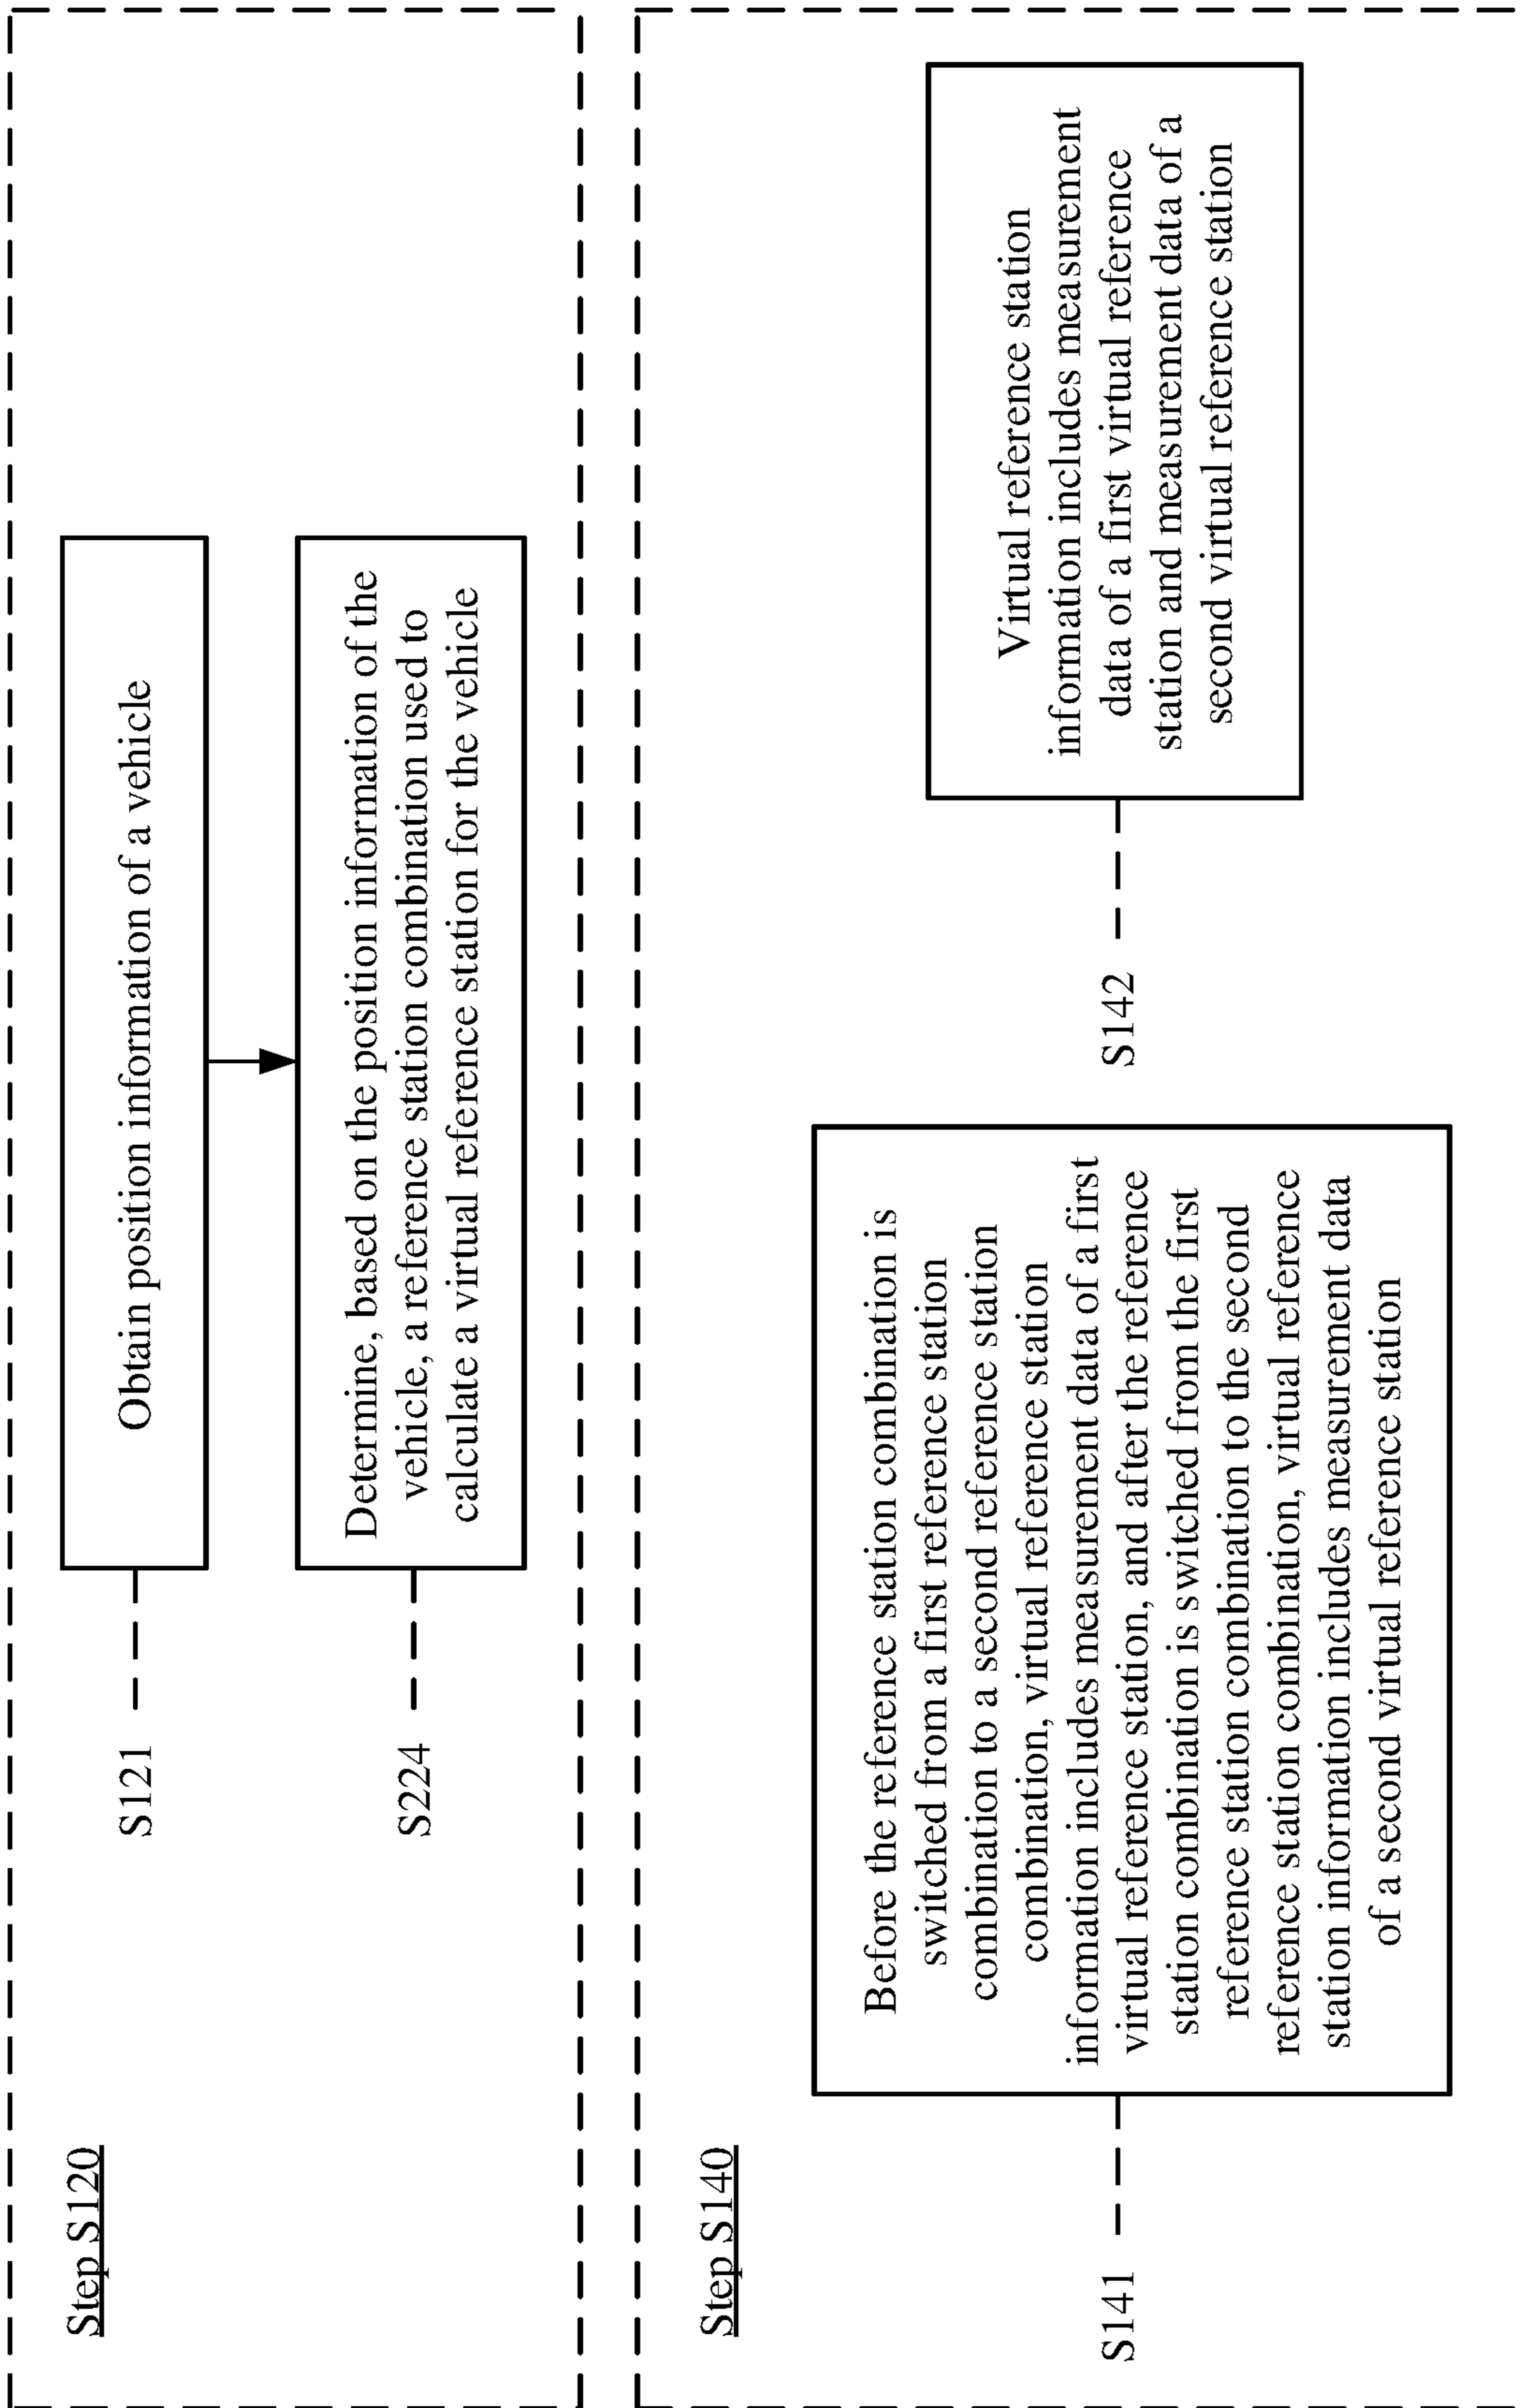 Step S120
S121
Obtain position information of a vehicle
S224
Determine, based on the position information of the
vehicle, a reference station combination used to
calculate a virtual reference station for the vehicle
Step S140
S141
Before the reference station combination is
switched from a first reference station
combination to a second reference station
combination, virtual reference station
information includes measurement data of a first
virtual reference station, and after the reference
station combination is switched from the first
reference station combination to the second
reference station combination, virtual reference
station information includes measurement data
of a second virtual reference station
S142
Virtual reference station
information includes measurement
data of a first virtual reference
station and measurement data of a
second virtual reference station